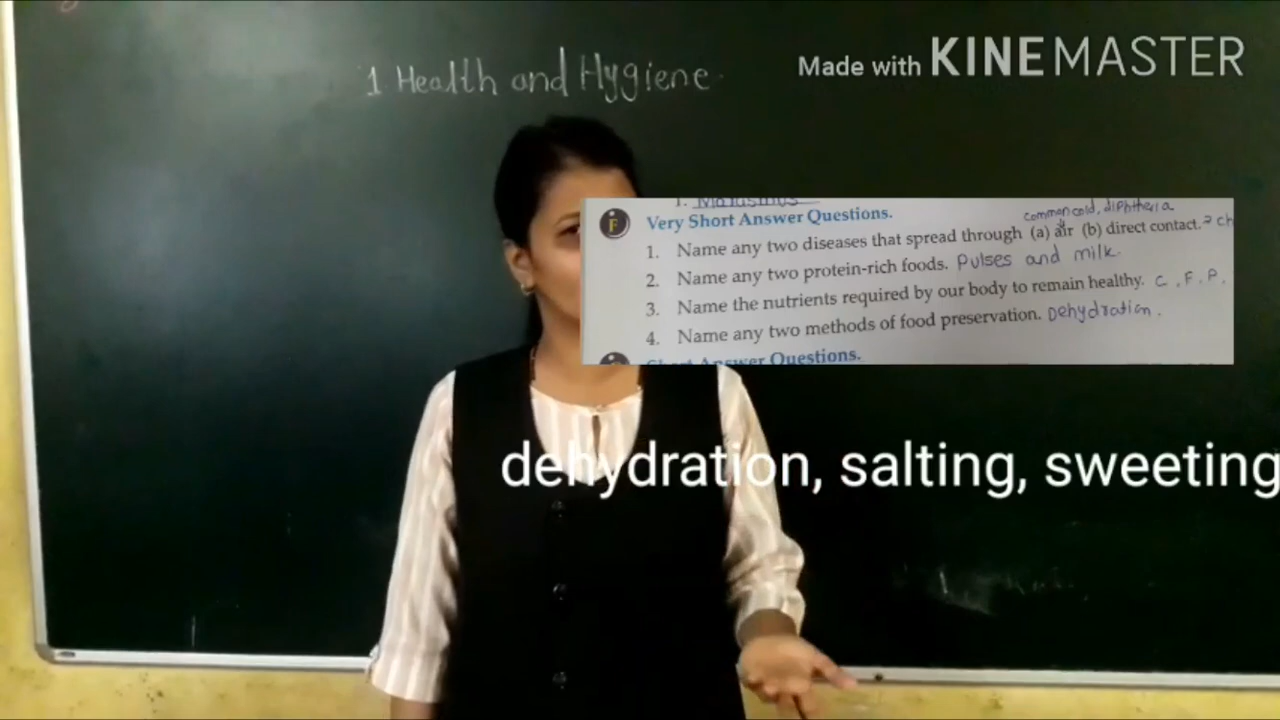 Made with KINEMASTER
1. Health and Hygiene
F
Very Short Answer Questions.
common cold, diphtheria
1. Name any two diseases that spread through (a) air (b) direct contact.
2. Name any two protein-rich foods. Pulses and milk.
3. Name the nutrients required by our body to remain healthy. C, F. P.
4. Name any two methods of food preservation. Dehydration.
Short Answer Questions.
dehydration, salting, sweeting